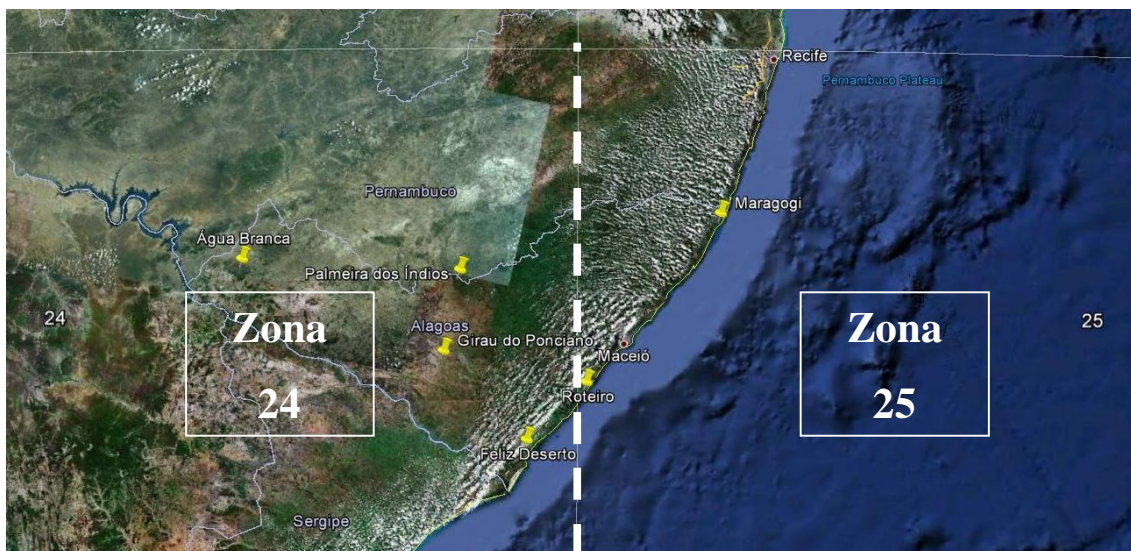 Recife
Pernambuco Plateau
Pernambuco
Maragogi
Água Branca
Palmeira dos Índios
24
Zona
24
Alagoas
Girau do Ponciano
Maceió
Roteiro
Feliz Deserto
Sergipe
Zona
25
25